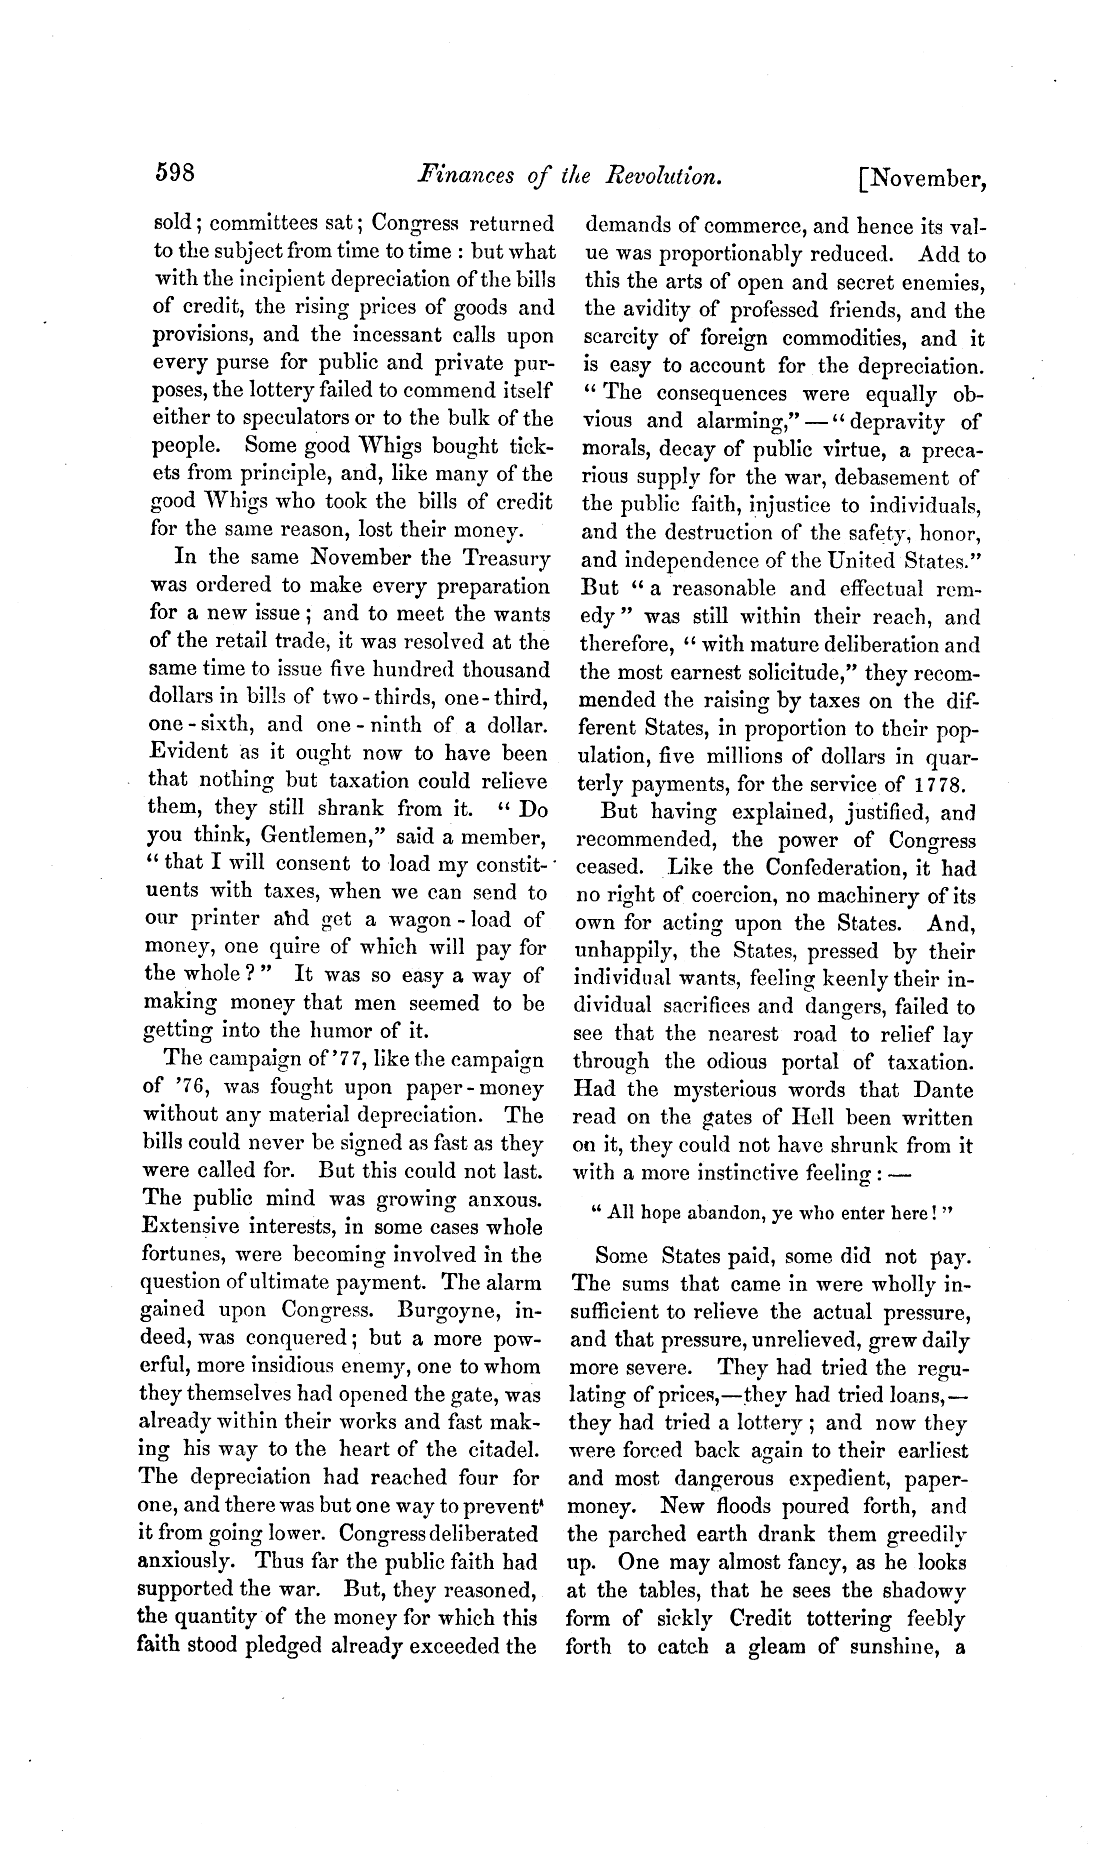 598 Finances of the Revolution. [November,
sold; committees sat; Congress returned
to the subject from time to time: but what
with the incipient depreciation of the bills
of credit, the rising prices of goods and
provisions, and the incessant calls upon
every purse for public and private pur-
poses, the lottery failed to commend itself
either to speculators or to the bulk of the
people. Some good Whigs bought tick-
ets from principle, and, like many of the
good Whigs who took the bills of credit
for the same reason, lost their money.
In the same November the Treasury
was ordered to make every preparation
for a new issue; and to meet the wants
of the retail trade, it was resolved at the
same time to issue five hundred thousand
dollars in bills of two-thirds, one-third,
one-sixth, and one-ninth of a dollar.
Evident as it ought now to have been
that nothing but taxation could relieve
them, they still shrank from it. "Do
you think, Gentlemen," said a member,
"that I will consent to load my constit-
uents with taxes, when we can send to
our printer and get a wagon-load of
money, one quire of which will pay for
the whole?" It was so easy a way of
making money that men seemed to be
getting into the humor of it.
The campaign of '77, like the campaign
of '76, was fought upon paper-money
without any material depreciation. The
bills could never be signed as fast as they
were called for. But this could not last.
The public mind was growing anxous.
Extensive interests, in some cases whole
fortunes, were becoming involved in the
question of ultimate payment. The alarm
gained upon Congress. Burgoyne, in-
deed, was conquered; but a more pow-
erful, more insidious enemy, one to whom
they themselves had opened the gate, was
already within their works and fast mak-
ing his way to the heart of the citadel.
The depreciation had reached four for
one, and there was but one way to prevent
it from going lower. Congress deliberated
anxiously. Thus far the public faith had
supported the war. But, they reasoned,
the quantity of the money for which this
faith stood pledged already exceeded the
demands of commerce, and hence its val-
ue was proportionably reduced. Add to
this the arts of open and secret enemies,
the avidity of professed friends, and the
scarcity of foreign commodities, and it
is easy to account for the depreciation.
"The consequences were equally ob-
vious and alarming,"—"depravity of
morals, decay of public virtue, a preca-
rious supply for the war, debasement of
the public faith, injustice to individuals,
and the destruction of the safety, honor,
and independence of the United States."
But "a reasonable and effectual rem-
edy" was still within their reach, and
therefore, "with mature deliberation and
the most earnest solicitude," they recom-
mended the raising by taxes on the dif-
ferent States, in proportion to their pop-
ulation, five millions of dollars in quar-
terly payments, for the service of 1778.
But having explained, justified, and
recommended, the power of Congress
ceased. Like the Confederation, it had
no right of coercion, no machinery of its
own for acting upon the States. And,
unhappily, the States, pressed by their
individual wants, feeling keenly their in-
dividual sacrifices and dangers, failed to
see that the nearest road to relief lay
through the odious portal of taxation.
Had the mysterious words that Dante
read on the gates of Hell been written
on it, they could not have shrunk from it
with a more instinctive feeling:—
"All hope abandon, ye who enter here!"
Some States paid, some did not pay.
The sums that came in were wholly in-
sufficient to relieve the actual pressure,
and that pressure, unrelieved, grew daily
more severe. They had tried the regu-
lating of prices,—they had tried loans,—
they had tried a lottery; and now they
were forced back again to their earliest
and most dangerous expedient, paper-
money. New floods poured forth, and
the parched earth drank them greedily
up. One may almost fancy, as he looks
at the tables, that he sees the shadowy
form of sickly Credit tottering feebly
forth to catch a gleam of sunshine, a